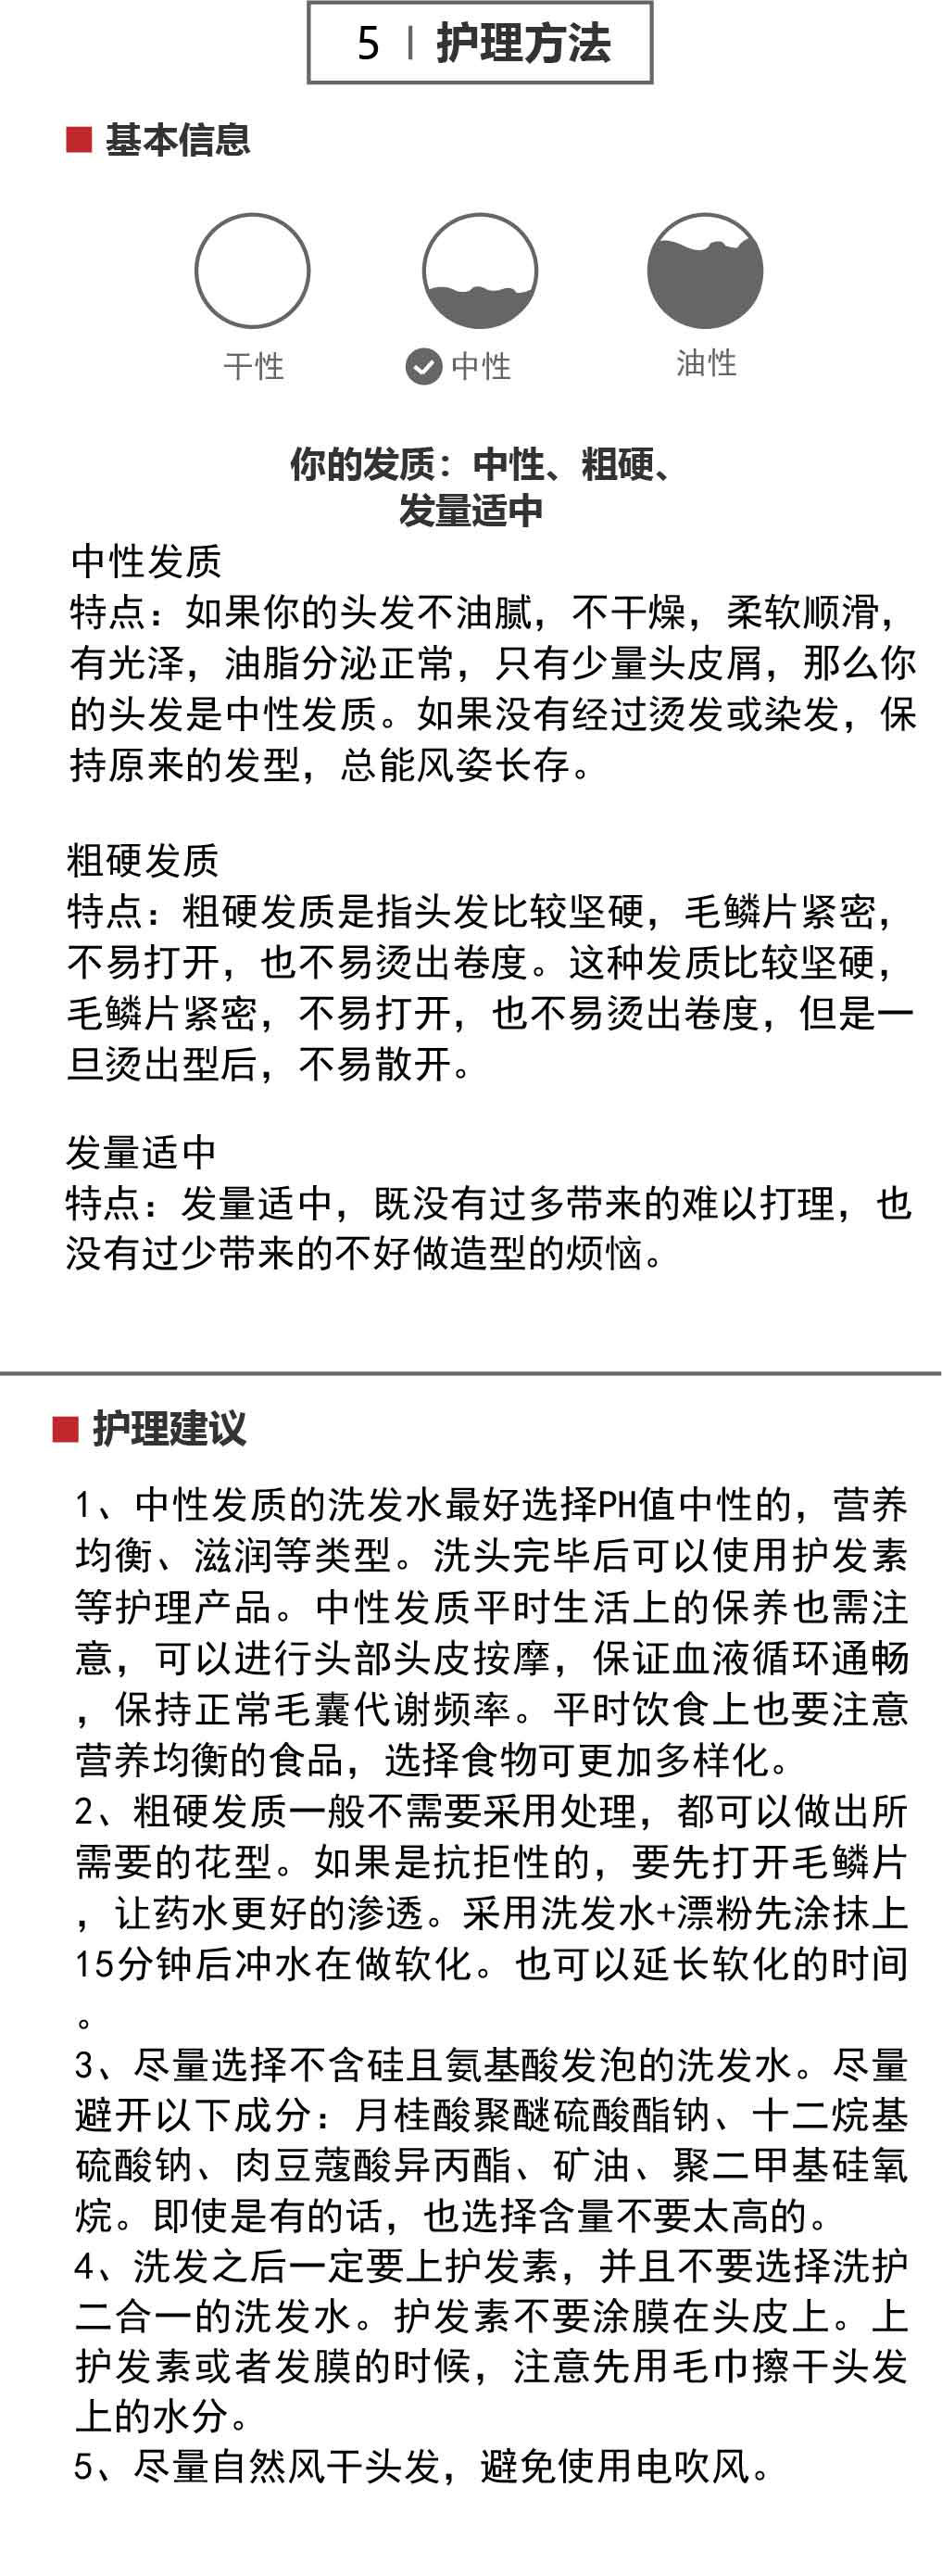 5 | 护理方法
基本信息
干性 中性 油性
你的发质：中性、粗硬、
发量适中
中性发质
特点：如果你的头发不油腻，不干燥，柔软顺滑，
有光泽，油脂分泌正常，只有少量头皮屑，那么你
的头发是中性发质。如果没有经过烫发或染发，保
持原来的发型，总能风姿长存。
粗硬发质
特点：粗硬发质是指头发比较坚硬，毛鳞片紧密，
不易打开，也不易烫出卷度。这种发质比较坚硬，
毛鳞片紧密，不易打开，也不易烫出卷度，但是一
旦烫出型后，不易散开。
发量适中
特点：发量适中，既没有过多带来的难以打理，也
没有过少带来的不好做造型的烦恼。
护理建议
1、中性发质的洗发水最好选择PH值中性的，营养
均衡、滋润等类型。洗头完毕后可以使用护发素
等护理产品。中性发质平时生活上的保养也需注
意，可以进行头部头皮按摩，保证血液循环通畅
，保持正常毛囊代谢频率。平时饮食上也要注意
营养均衡的食品，选择食物可更加多样化。
2、粗硬发质一般不需要采用处理，都可以做出所
需要的花型。如果是抗拒性的，要先打开毛鳞片
，让药水更好的渗透。采用洗发水+漂粉先涂抹上
15分钟后冲水在做软化。也可以延长软化的时间
。
3、尽量选择不含硅且氨基酸发泡的洗发水。尽量
避开以下成分：月桂酸聚醚硫酸酯钠、十二烷基
硫酸钠、肉豆蔻酸异丙酯、矿油、聚二甲基硅氧
烷。即使是有的话，也选择含量不要太高的。
4、洗发之后一定要上护发素，并且不要选择洗护
二合一的洗发水。护发素不要涂膜在头皮上。上
护发素或者发膜的时候，注意先用毛巾擦干头发
上的水分。
5、尽量自然风干头发，避免使用电吹风。